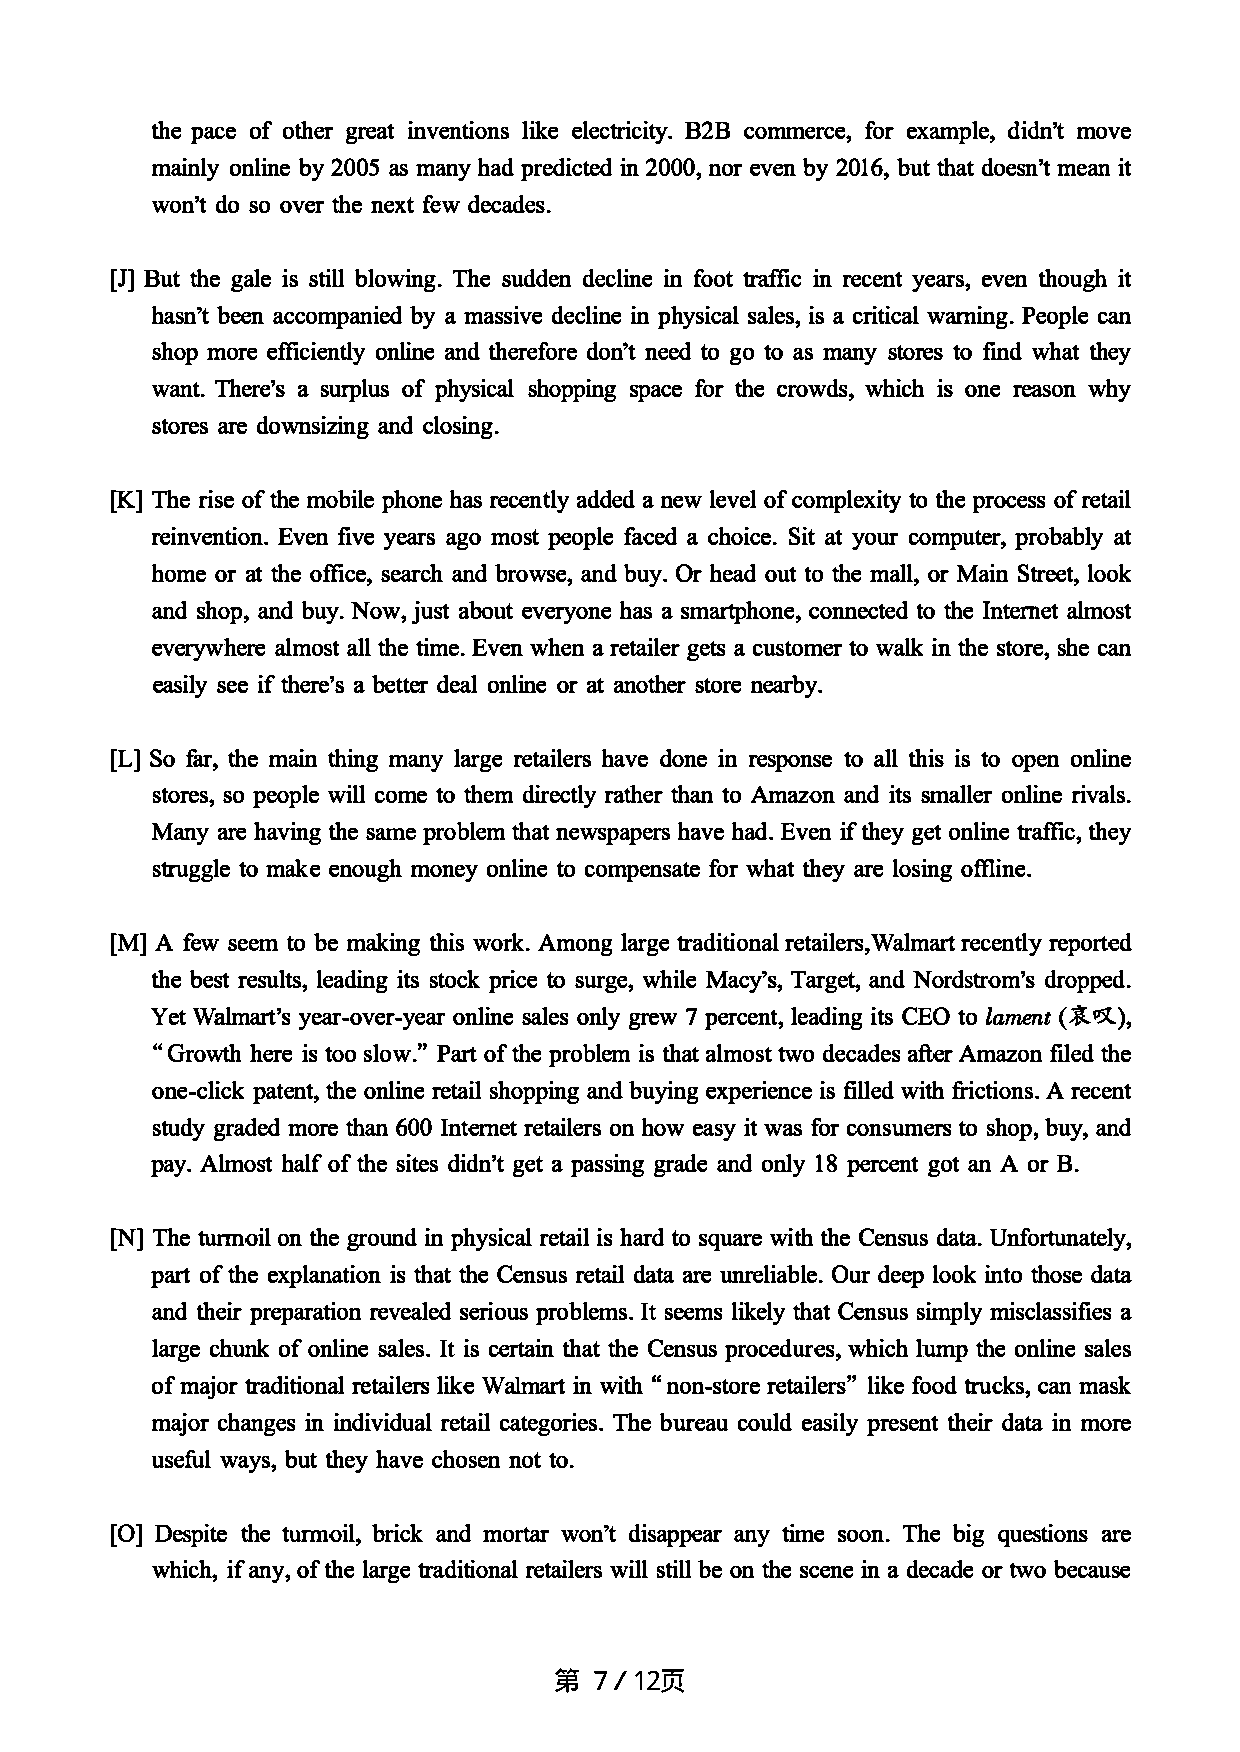 the pace of other great inventions like electricity. B2B commerce, for example, didn't move
mainly online by 2005 as many had predicted in 2000, nor even by 2016, but that doesn't mean it
won't do so over the next few decades.
[J] But the gale is still blowing. The sudden decline in foot traffic in recent years, even though it
hasn't been accompanied by a massive decline in physical sales, is a critical warning. People can
shop more efficiently online and therefore don't need to go to as many stores to find what they
want. There's a surplus of physical shopping space for the crowds, which is one reason why
stores are downsizing and closing.
[K] The rise of the mobile phone has recently added a new level of complexity to the process of retail
reinvention. Even five years ago most people faced a choice. Sit at your computer, probably at
home or at the office, search and browse, and buy. Or head out to the mall, or Main Street, look
and shop, and buy. Now, just about everyone has a smartphone, connected to the Internet almost
everywhere almost all the time. Even when a retailer gets a customer to walk in the store, she can
easily see if there's a better deal online or at another store nearby.
[L] So far, the main thing many large retailers have done in response to all this is to open online
stores, so people will come to them directly rather than to Amazon and its smaller online rivals.
Many are having the same problem that newspapers have had. Even if they get online traffic, they
struggle to make enough money online to compensate for what they are losing offline.
[M] A few seem to be making this work. Among large traditional retailers,Walmart recently reported
the best results, leading its stock price to surge, while Macy's, Target, and Nordstrom's dropped.
Yet Walmart's year-over-year online sales only grew 7 percent, leading its CEO to lament (哀叹),
“Growth here is too slow.” Part of the problem is that almost two decades after Amazon filed the
one-click patent, the online retail shopping and buying experience is filled with frictions. A recent
study graded more than 600 Internet retailers on how easy it was for consumers to shop, buy, and
pay. Almost half of the sites didn't get a passing grade and only 18 percent got an A or B.
[N] The turmoil on the ground in physical retail is hard to square with the Census data. Unfortunately,
part of the explanation is that the Census retail data are unreliable. Our deep look into those data
and their preparation revealed serious problems. It seems likely that Census simply misclassifies a
large chunk of online sales. It is certain that the Census procedures, which lump the online sales
of major traditional retailers like Walmart in with “non-store retailers” like food trucks, can mask
major changes in individual retail categories. The bureau could easily present their data in more
useful ways, but they have chosen not to.
[O] Despite the turmoil, brick and mortar won't disappear any time soon. The big questions are
which, if any, of the large traditional retailers will still be on the scene in a decade or two because
第 7 / 12页